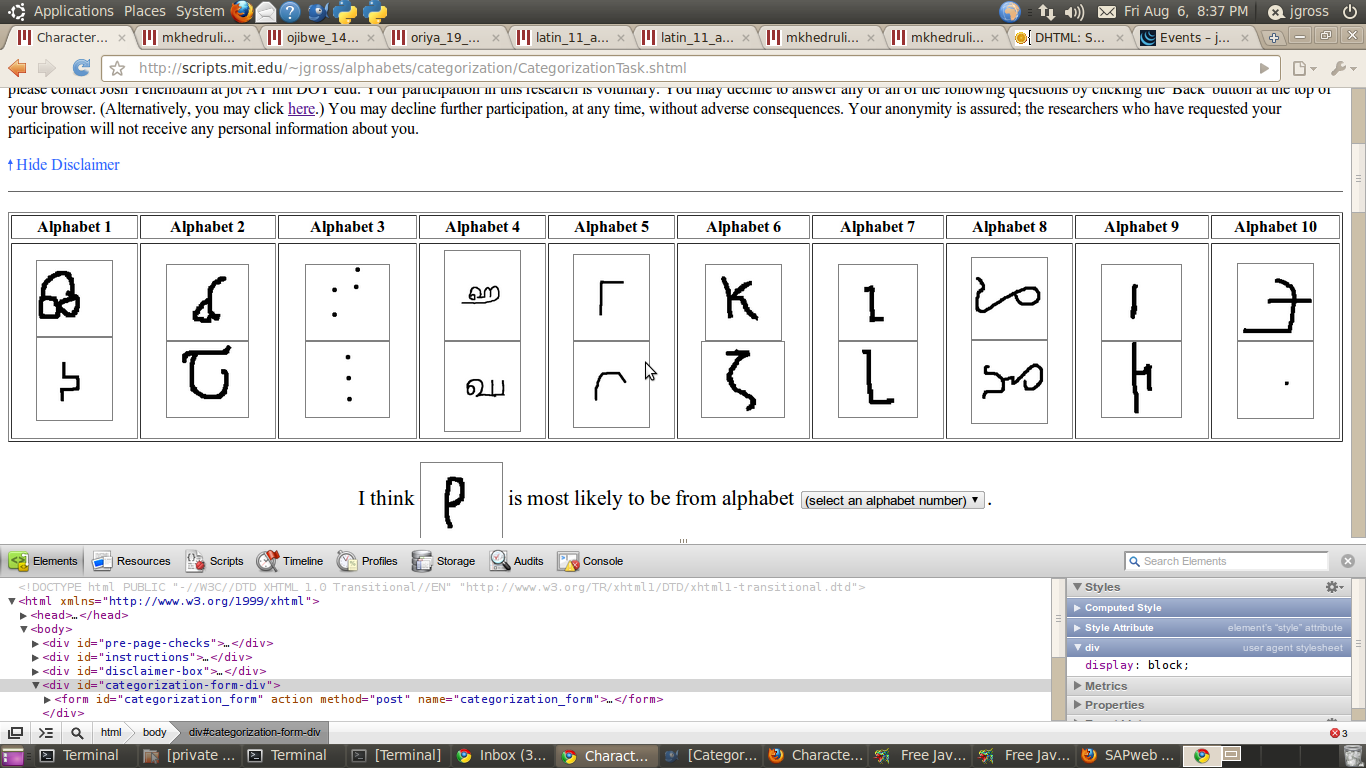 Applications Places System Fri Aug 6, 8:37 PM jgross
Character... mkhedruli... ojibwe_14... oriya_19_... latin_11_a... latin_11_a... mkhedruli... mkhedruli... DHTML: S... Events – j...
http://scripts.mit.edu/~jgross/alphabets/categorization/CategorizationTask.shtml
please contact Josh Tenenbaum at jbt AT mit DOT edu. Your participation in this research is voluntary. You may decline to answer any or all of the following questions by clicking the 'Back' button at the top of
your browser. (Alternatively, you may click here.) You may decline further participation, at any time, without adverse consequences. Your anonymity is assured; the researchers who have requested your
participation will not receive any personal information about you.
↑ Hide Disclaimer
Alphabet 1 Alphabet 2 Alphabet 3 Alphabet 4 Alphabet 5 Alphabet 6 Alphabet 7 Alphabet 8 Alphabet 9 Alphabet 10
I think is most likely to be from alphabet (select an alphabet number) .
Elements Resources Scripts Timeline Profiles Storage Audits Console Search Elements
<!DOCTYPE html PUBLIC "-//W3C//DTD XHTML 1.0 Transitional//EN" "http://www.w3.org/TR/xhtml1/DTD/xhtml1-transitional.dtd">
<html xmlns="http://www.w3.org/1999/xhtml">
<head>…</head>
<body>
<div id="pre-page-checks">…</div>
<div id="instructions">…</div>
<div id="disclaimer-box">…</div>
<div id="categorization-form-div">
<form id="categorization_form" action method="post" name="categorization_form">…</form>
</div>
Styles
Computed Style
Style Attribute element's "style" attribute
div user agent stylesheet
display: block;
Metrics
Properties
html body div#categorization-form-div 3
Terminal [private ... Terminal [Terminal] Inbox (3... Charact... [Categor... Characte... Free Jav... Free Jav... SAPweb ...